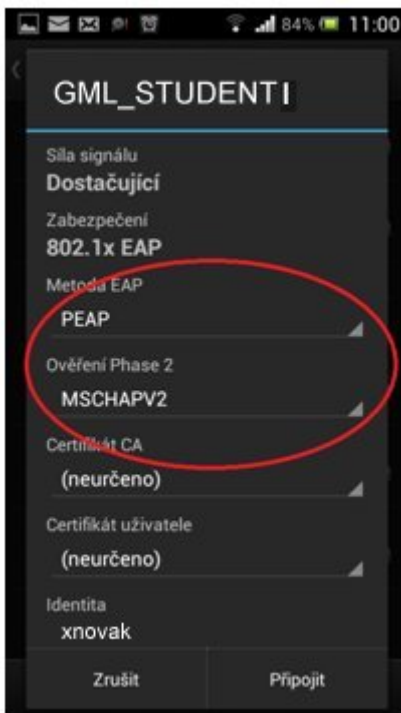 84% 11:00
GML_STUDENTI
Síla signálu
Dostačující
Zabezpečení
802.1x EAP
Metoda EAP
PEAP
Ověření Phase 2
MSCHAPV2
Certifikát CA
(neurčeno)
Certifikát uživatele
(neurčeno)
Identita
xnovak
Zrušit Připojit